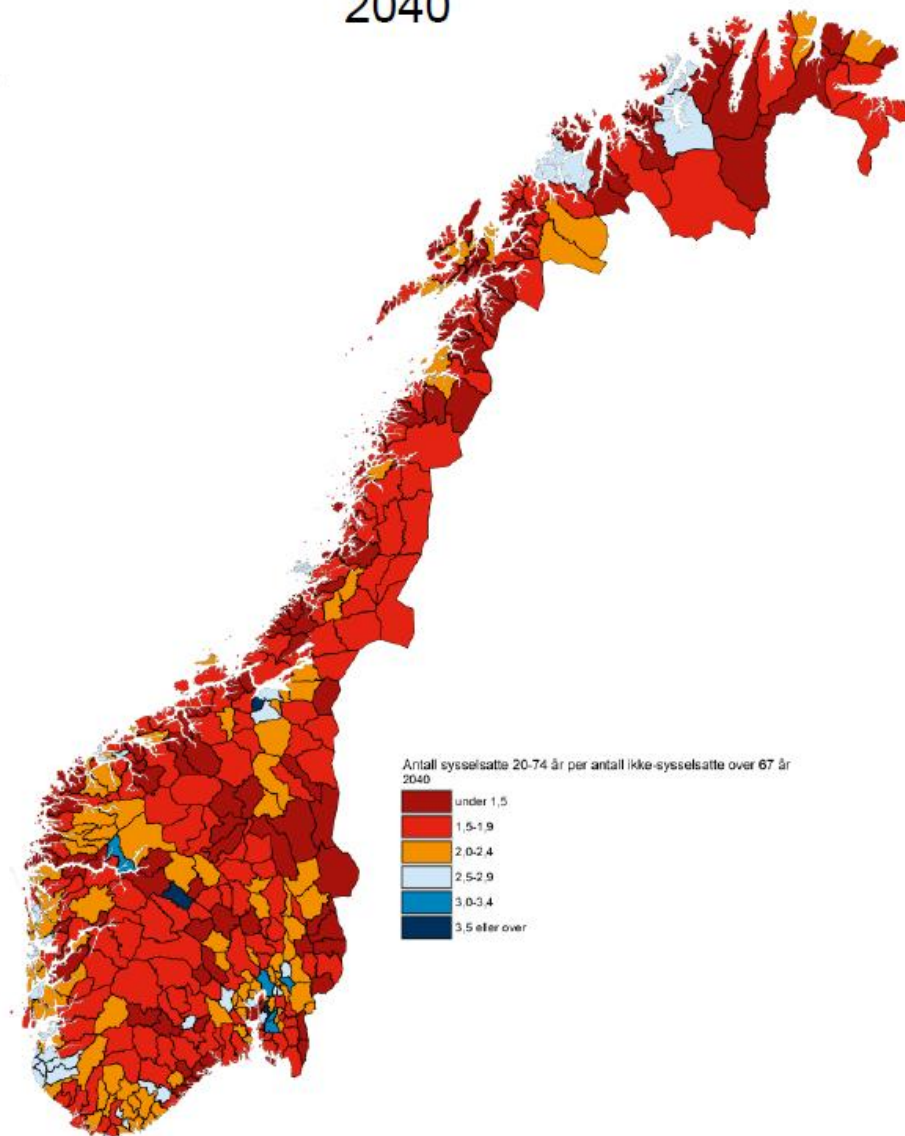 2040
Antall sysselsatte 20-74 år per antall ikke-sysselsatte over 67 år
2040
under 1,5
1,5-1,9
2,0-2,4
2,5-2,9
3,0-3,4
3,5 eller over